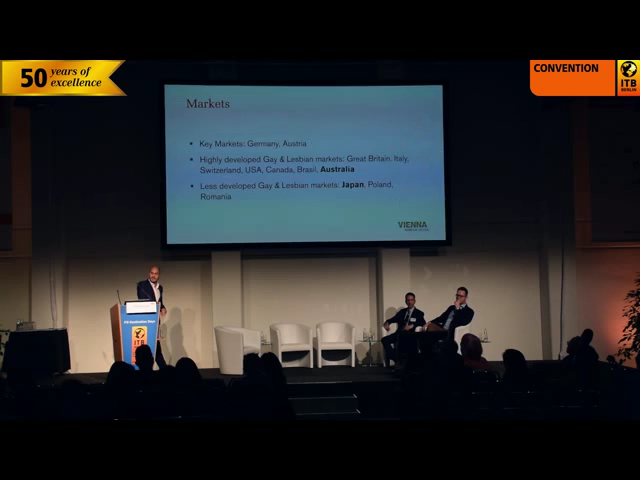 50 years of
excellence
CONVENTION
ITB
BERLIN
Markets
Key Markets: Germany, Austria
Highly developed Gay & Lesbian markets: Great Britain, Italy,
Switzerland, USA, Canada, Brasil, Australia
Less developed Gay & Lesbian markets: Japan, Poland,
Romania
VIENNA
ITB